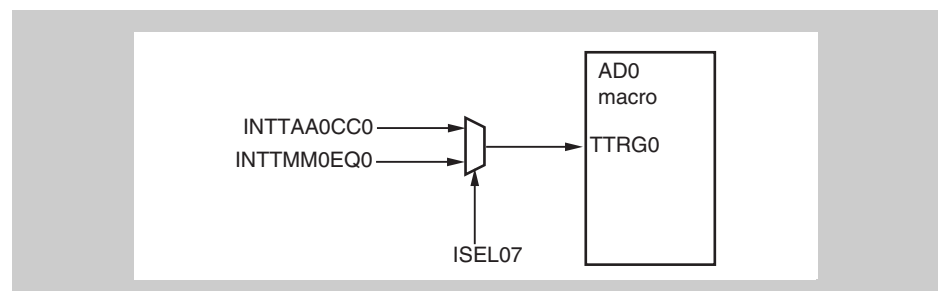 AD0
macro
INTTAA0CC0
TTRG0
INTTMM0EQ0
ISEL07